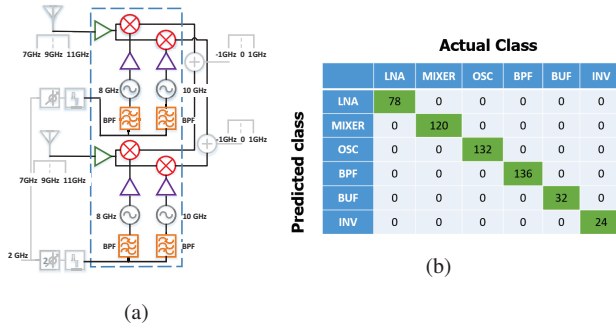 7GHz 9GHz 11GHz
-1GHz 0 1GHz
8 GHz
10 GHz
BPF
BPF
-1GHz 0 1GHz
7GHz 9GHz 11GHz
8 GHz
10 GHz
2 GHz
2
BPF
BPF
(a)
Actual Class
Predicted class
LNA MIXER OSC BPF BUF INV
LNA 78 0 0 0 0 0
MIXER 0 120 0 0 0 0
OSC 0 0 132 0 0 0
BPF 0 0 0 136 0 0
BUF 0 0 0 0 32 0
INV 0 0 0 0 0 24
(b)